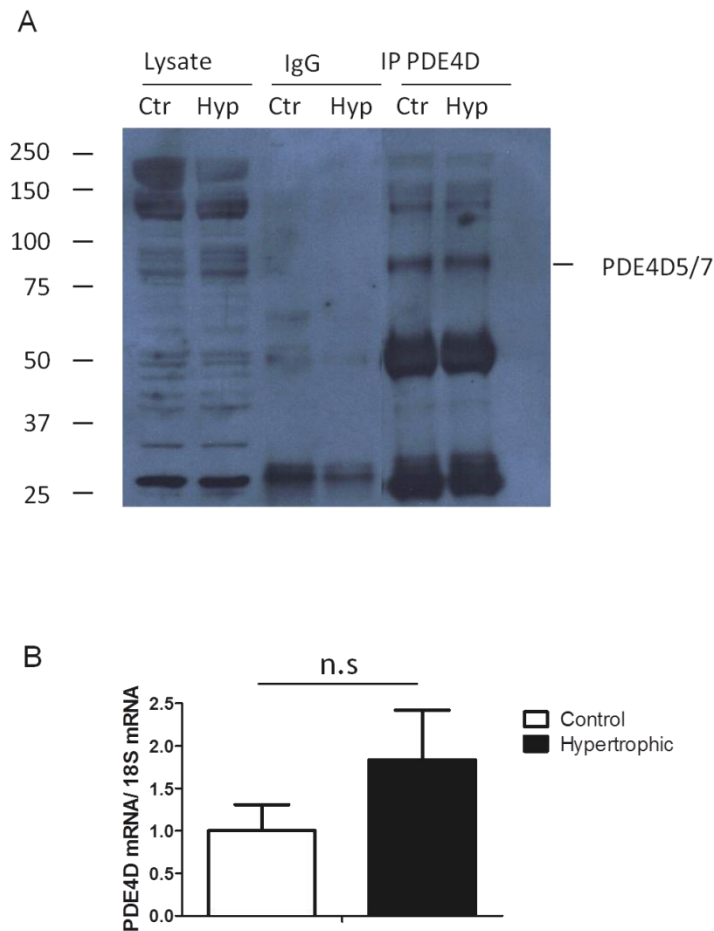 A
Lysate IgG IP PDE4D
Ctr Hyp Ctr Hyp Ctr Hyp
250
150
100
PDE4D5/7
75
50
37
25
B
n.s
PDE4D mRNA/ 18S mRNA
2.5
2.0
1.5
1.0
0.5
0.0
Control
Hypertrophic